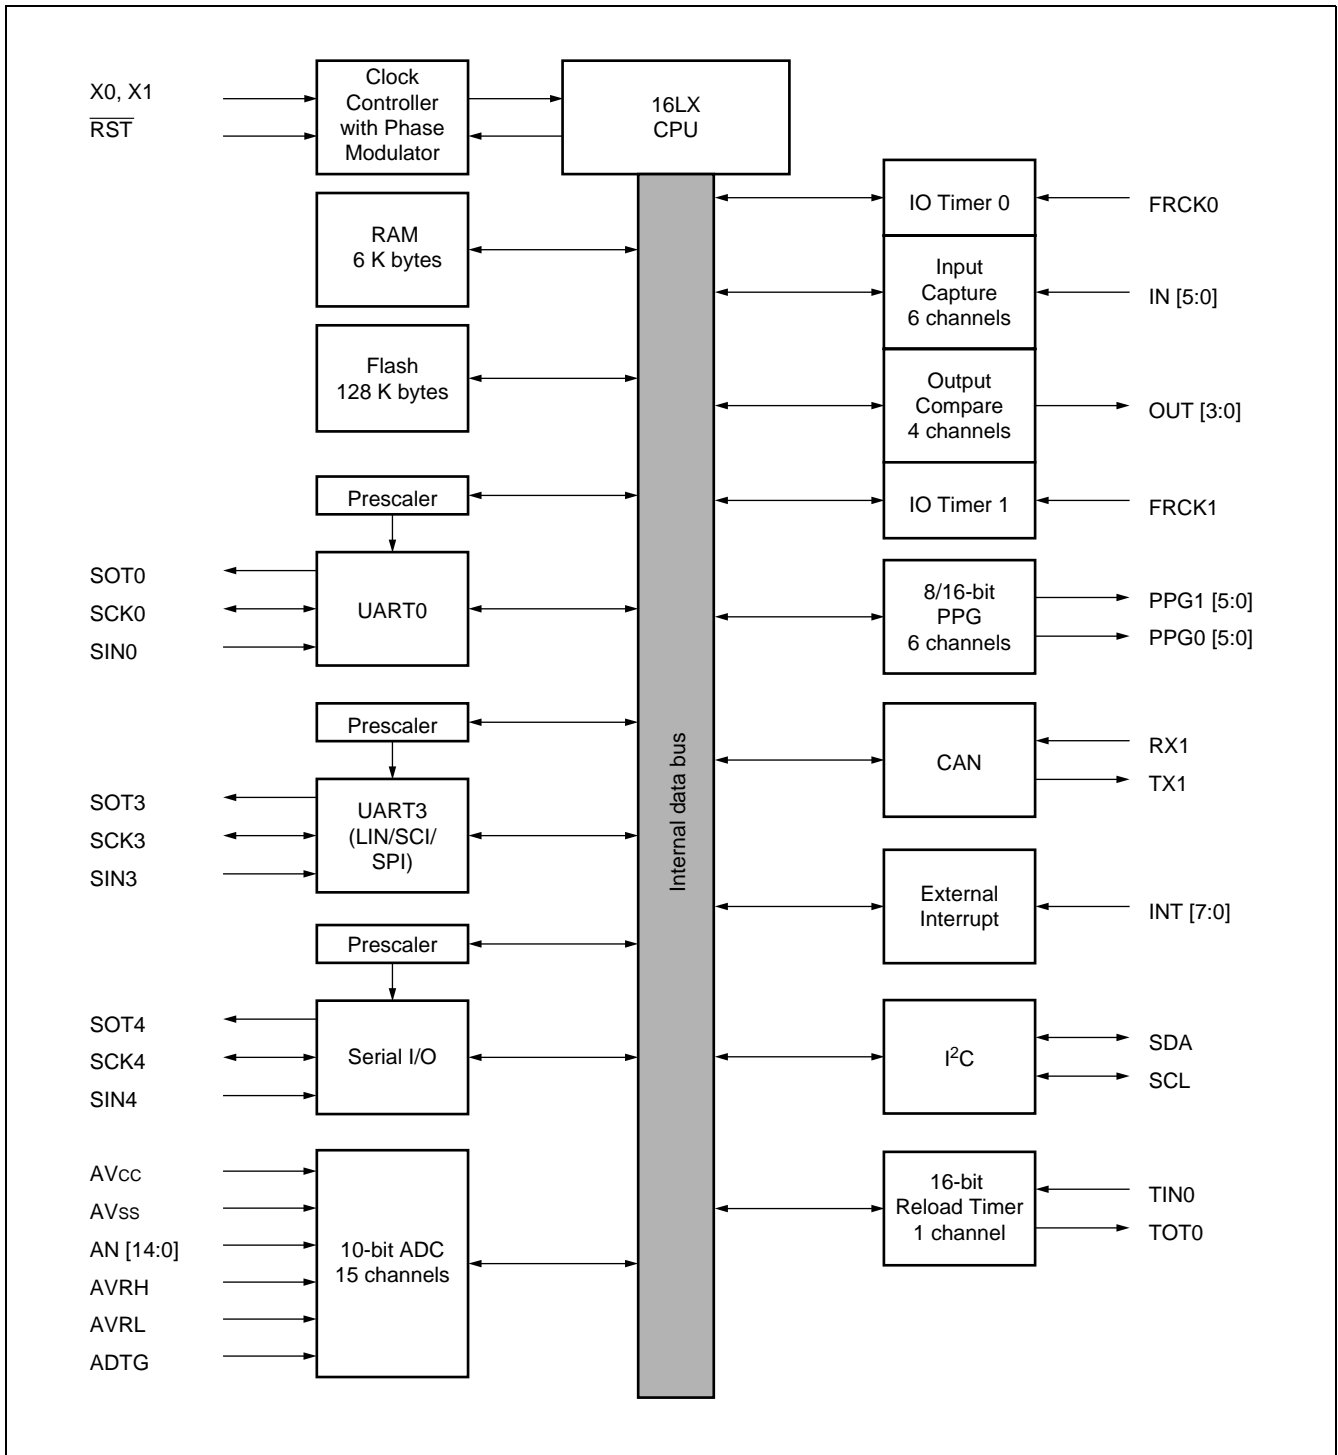 X0, X1
RST
Clock
Controller
with Phase
Modulator
16LX
CPU
RAM
6 K bytes
Flash
128 K bytes
Prescaler
SOT0
SCK0
SIN0
UART0
Prescaler
SOT3
SCK3
SIN3
UART3
(LIN/SCI/
SPI)
Prescaler
SOT4
SCK4
SIN4
Serial I/O
AVCC
AVSS
AN [14:0]
AVRH
AVRL
ADTG
10-bit ADC
15 channels
Internal data bus
IO Timer 0
FRCK0
Input
Capture
6 channels
IN [5:0]
Output
Compare
4 channels
OUT [3:0]
IO Timer 1
FRCK1
8/16-bit
PPG
6 channels
PPG1 [5:0]
PPG0 [5:0]
CAN
RX1
TX1
External
Interrupt
INT [7:0]
I²C
SDA
SCL
16-bit
Reload Timer
1 channel
TIN0
TOT0